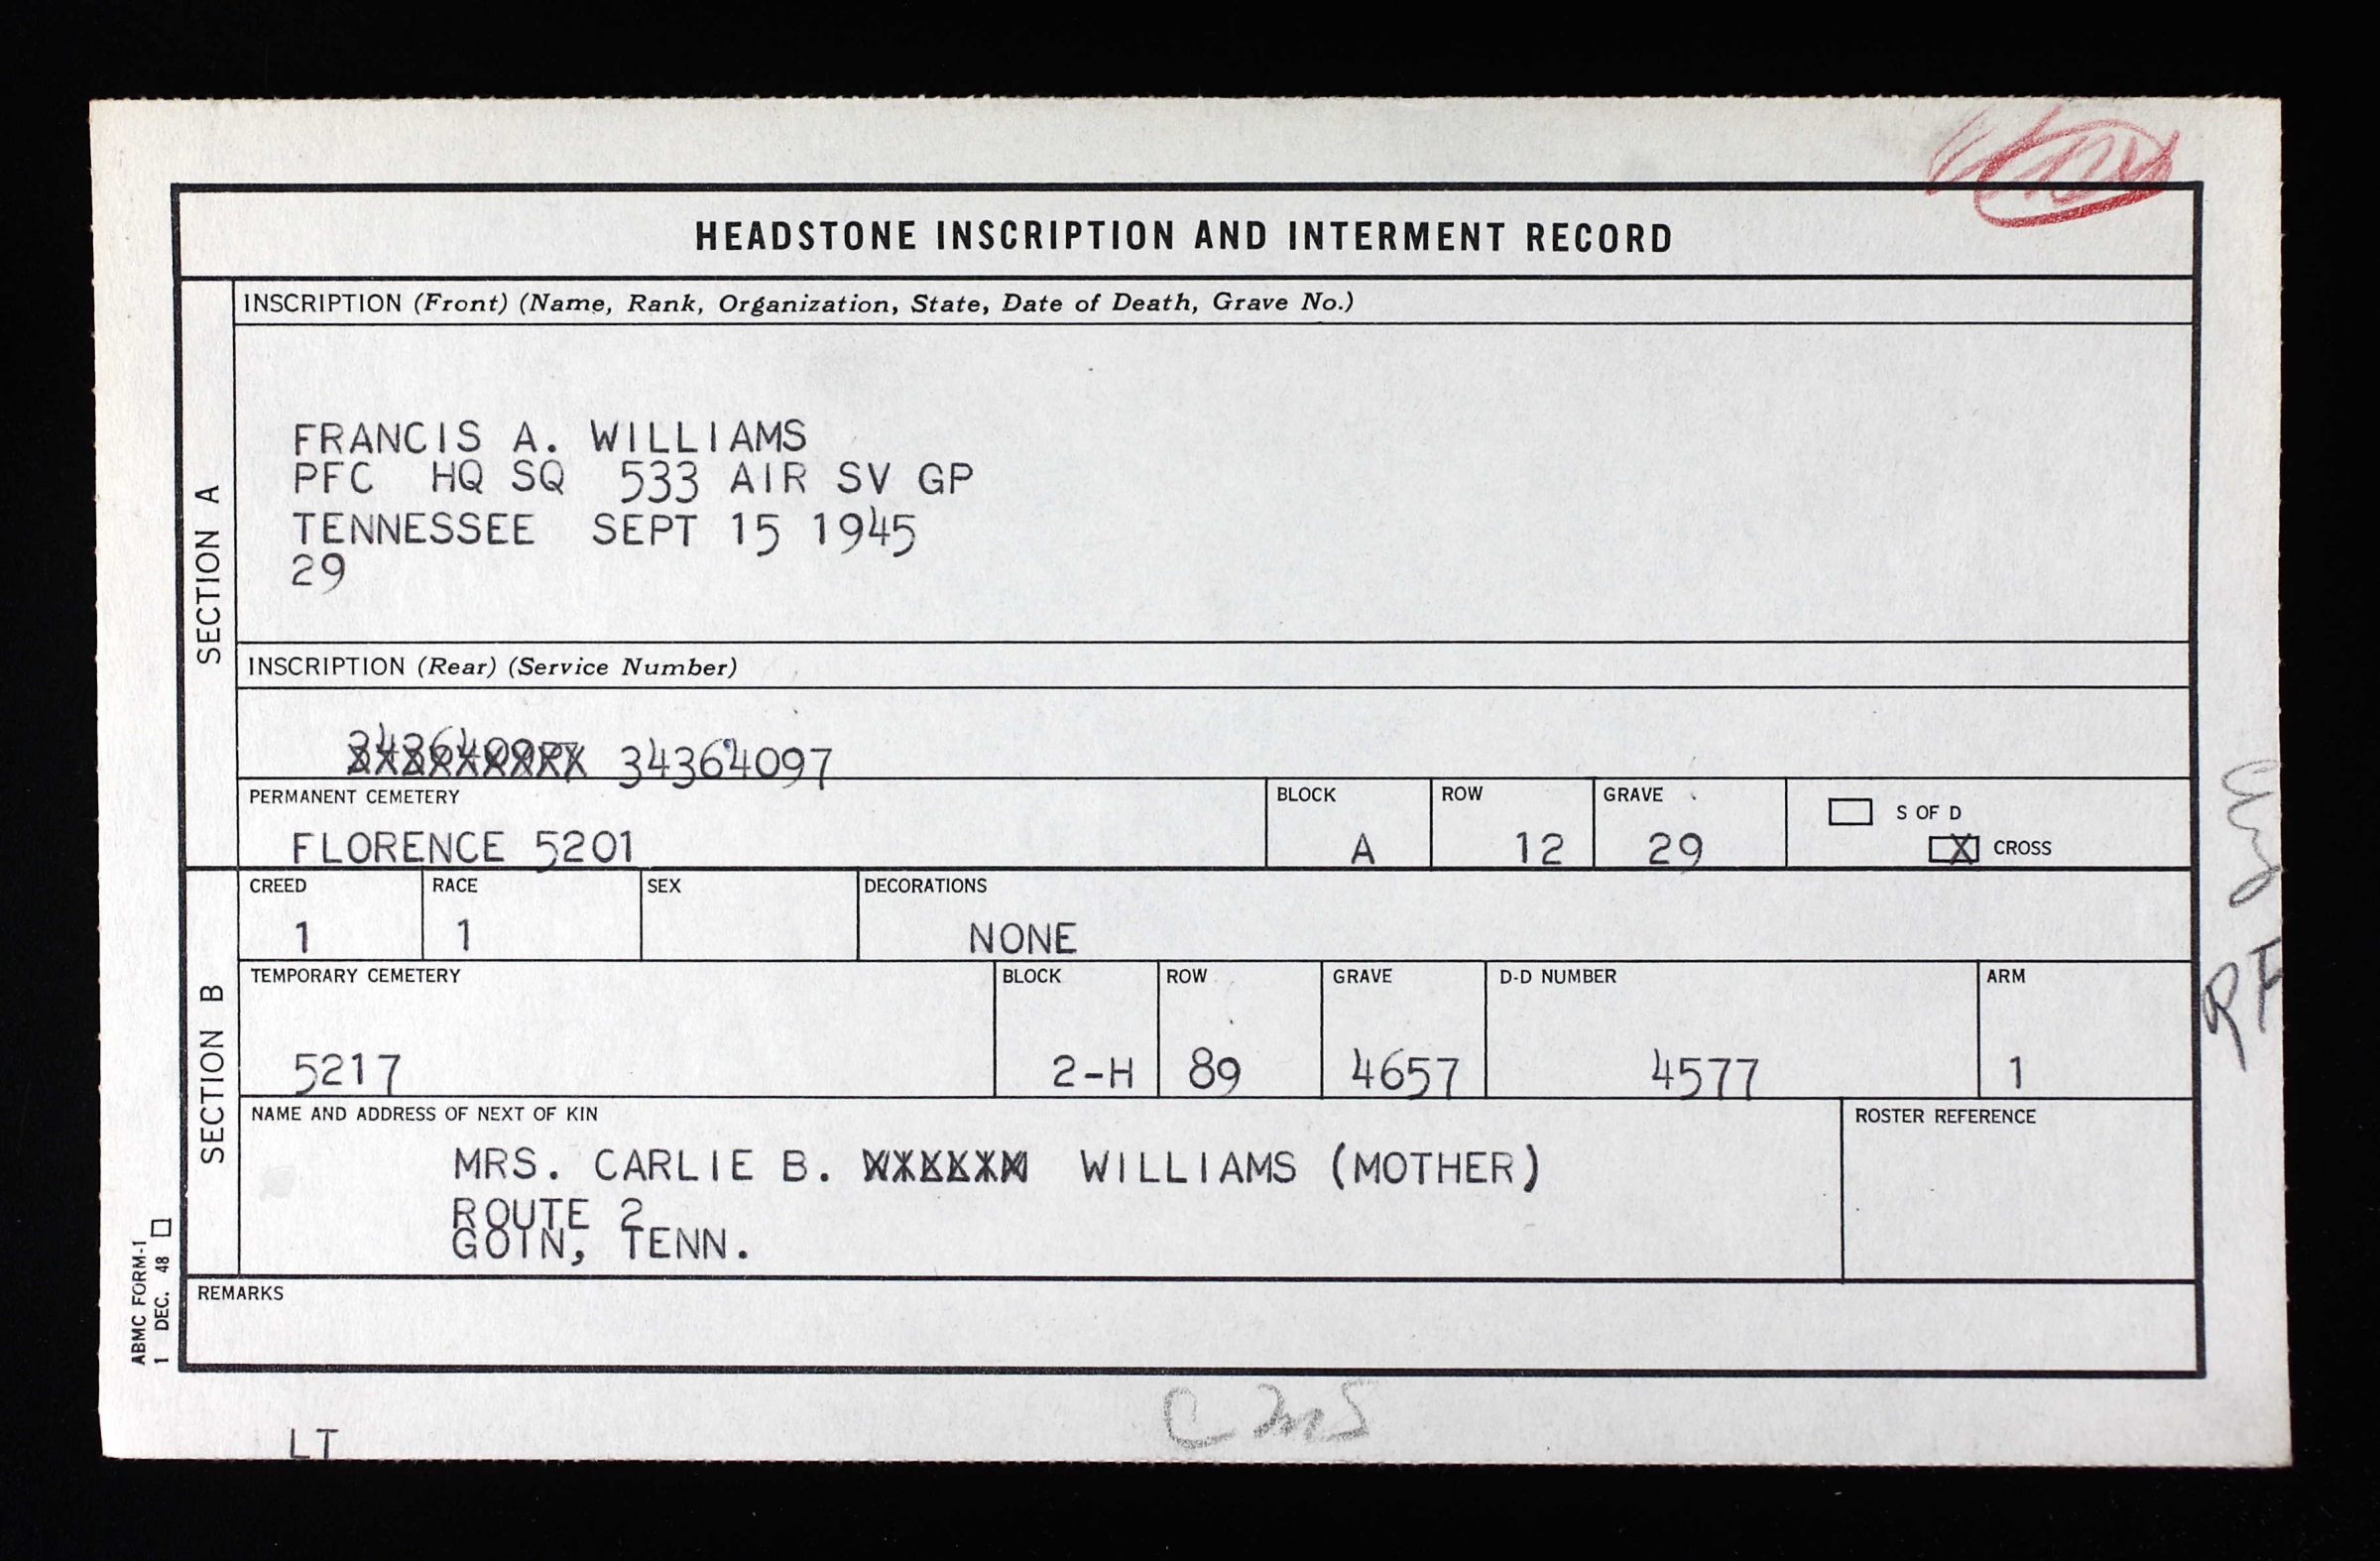 HEADSTONE INSCRIPTION AND INTERMENT RECORD
SECTION A
INSCRIPTION (Front) (Name, Rank, Organization, State, Date of Death, Grave No.)
FRANCIS A. WILLIAMS
PFC HQ SQ 533 AIR SV GP
TENNESSEE SEPT 15 1945
29
INSCRIPTION (Rear) (Service Number)
34364097
PERMANENT CEMETERY
FLORENCE 5201
BLOCK
A
ROW
12
GRAVE
29
S OF D
X CROSS
SECTION B
CREED
1
RACE
1
SEX
DECORATIONS
NONE
TEMPORARY CEMETERY
5217
BLOCK
2-H
ROW
89
GRAVE
4657
D-D NUMBER
4577
ARM
1
NAME AND ADDRESS OF NEXT OF KIN
MRS. CARLIE B. WILLIAMS (MOTHER)
ROUTE 2
GOIN, TENN.
ROSTER REFERENCE
REMARKS
ABMC FORM-1
1 DEC. 48
LT
CMS
RF